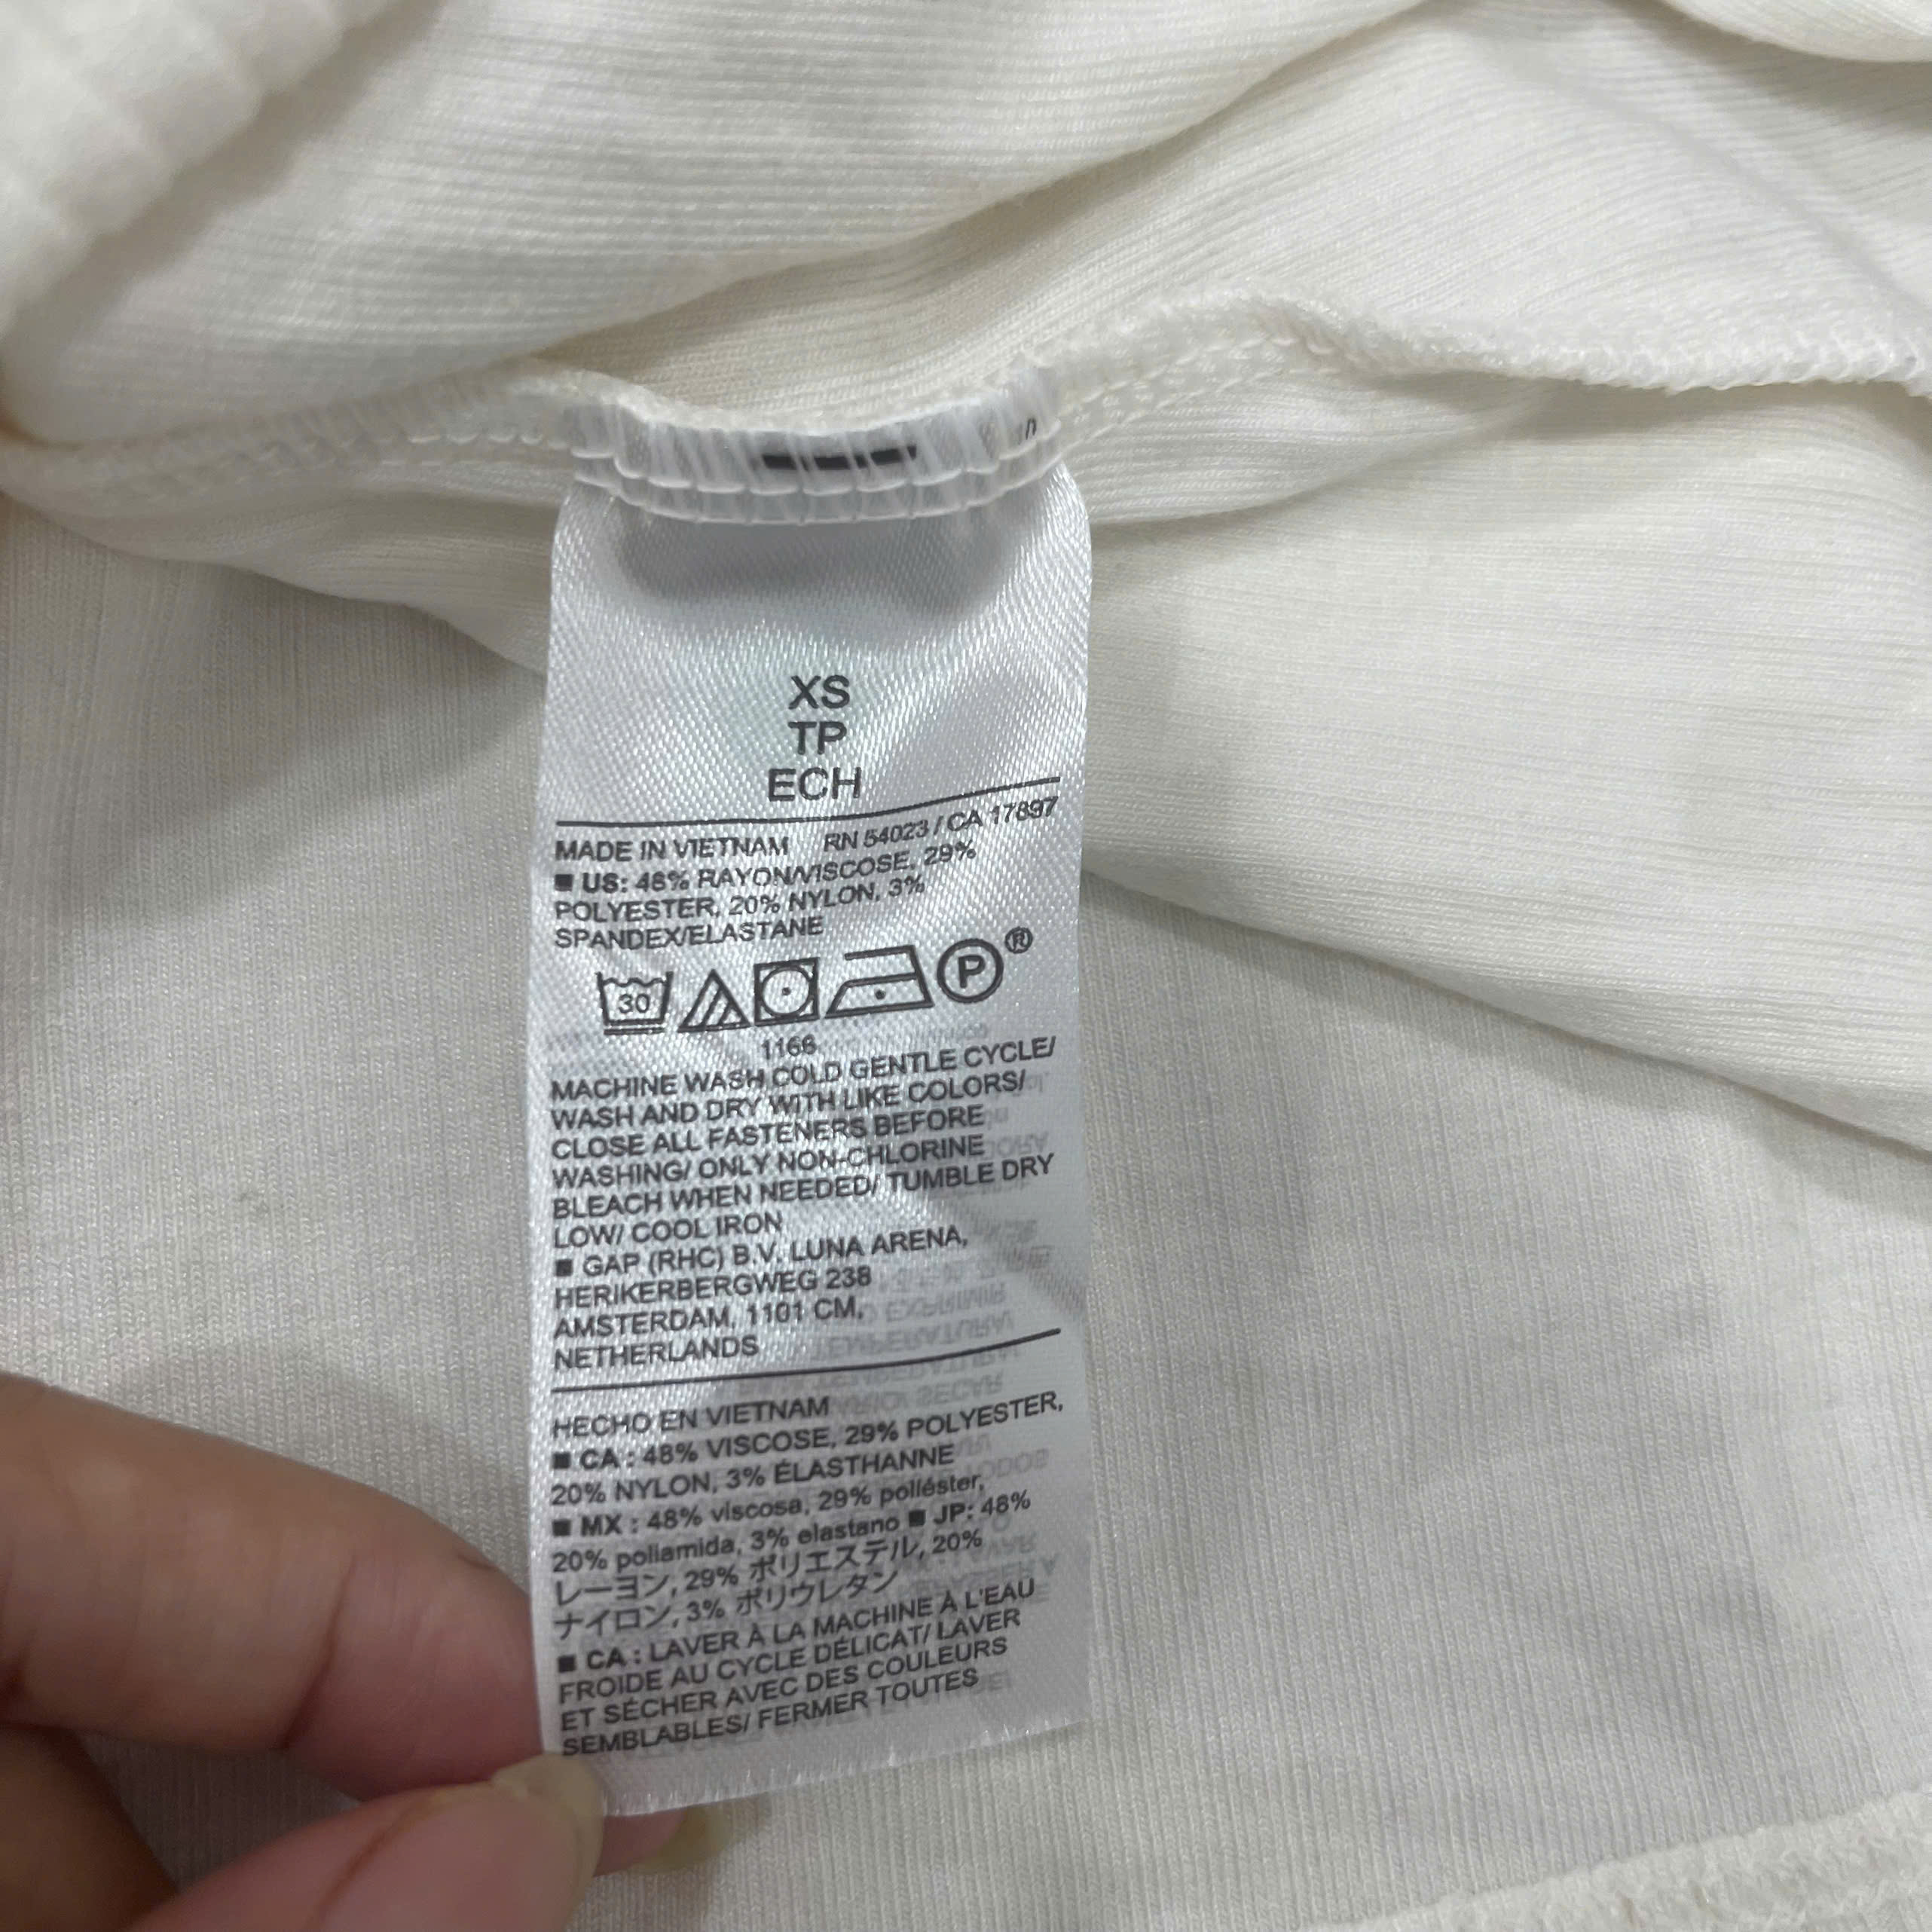 XS
TP
ECH
MADE IN VIETNAM RN 54023 / CA 17897
■ US: 48% RAYON/VISCOSE, 29%
POLYESTER, 20% NYLON, 3%
SPANDEX/ELASTANE
30 P®
1166
MACHINE WASH COLD GENTLE CYCLE/
WASH AND DRY WITH LIKE COLORS/
CLOSE ALL FASTENERS BEFORE
WASHING/ ONLY NON-CHLORINE
BLEACH WHEN NEEDED/ TUMBLE DRY
LOW/ COOL IRON
■ GAP (RHC) B.V. LUNA ARENA,
HERIKERBERGWEG 238
AMSTERDAM, 1101 CM,
NETHERLANDS
HECHO EN VIETNAM
■ CA : 48% VISCOSE, 29% POLYESTER,
20% NYLON, 3% ÉLASTHANNE
■ MX : 48% viscosa, 29% poliéster,
20% poliamida, 3% elastano ■ JP: 48%
レーヨン, 29% ポリエステル, 20%
ナイロン, 3% ポリウレタン
■ CA : LAVER À LA MACHINE À L'EAU
FROIDE AU CYCLE DÉLICAT/ LAVER
ET SÉCHER AVEC DES COULEURS
SEMBLABLES/ FERMER TOUTES